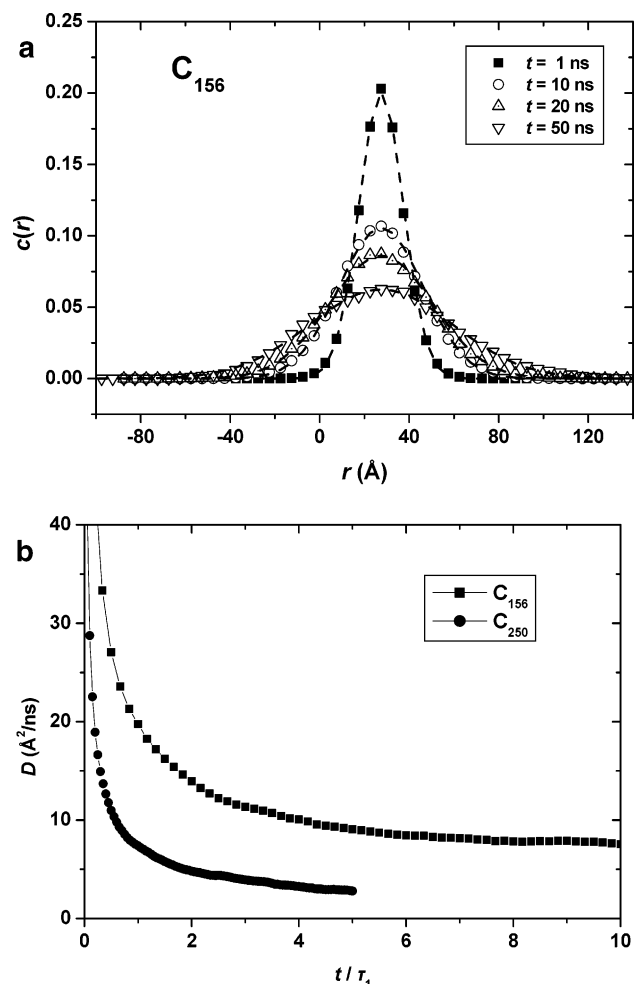 a
C₁₅₆
t = 1 ns
t = 10 ns
t = 20 ns
t = 50 ns
0.25
0.20
0.15
0.10
0.05
0.00
c(r)
-80 -40 0 40 80 120
r (Å)
b
C₁₅₆
C₂₅₀
40
30
20
10
0
D (Å²/ns)
0 2 4 6 8 10
t / τ₁